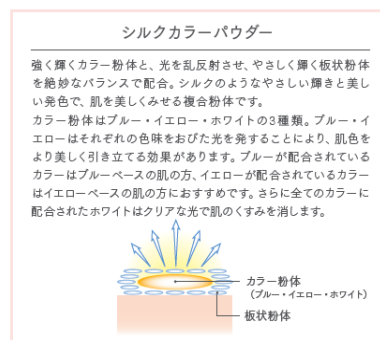 シルクカラーパウダー
強く輝くカラー粉体と、光を乱反射させ、やさしく輝く板状粉体
を絶妙なバランスで配合。シルクのようなやさしい輝きと美し
い発色で、肌を美しくみせる複合粉体です。
カラー粉体はブルー・イエロー・ホワイトの3種類。ブルー・イ
エローはそれぞれの色味をおびた光を発することにより、肌色を
より美しく引き立てる効果があります。ブルーが配合されている
カラーはブルーベースの肌の方、イエローが配合されているカラー
はイエローベースの肌の方におすすめです。さらに全てのカラーに
配合されたホワイトはクリアな光で肌のくすみを消します。
カラー粉体
(ブルー・イエロー・ホワイト)
板状粉体